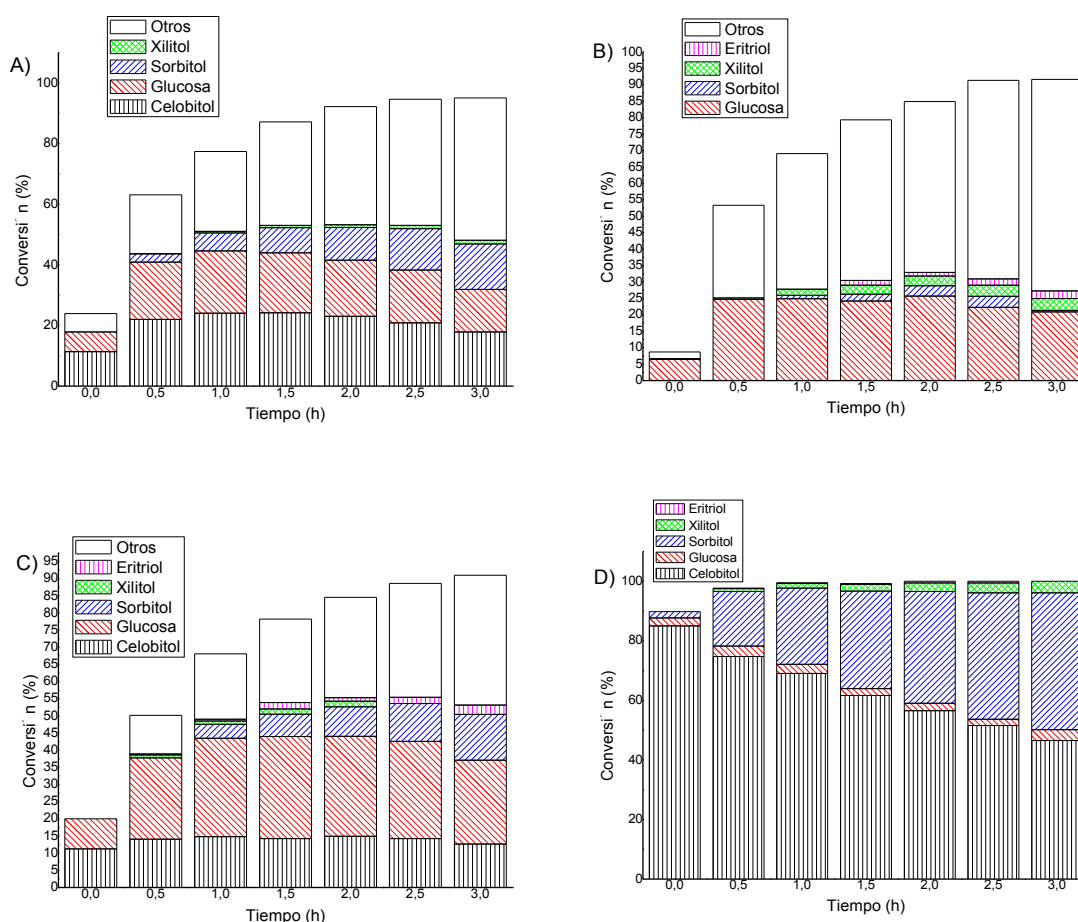 A)
Otros
Xilitol
Sorbitol
Glucosa
Celobitol
Conversi´ n (%)
100
80
60
40
20
0
0,0 0,5 1,0 1,5 2,0 2,5 3,0
Tiempo (h)
B)
Otros
Eritriol
Xilitol
Sorbitol
Glucosa
Conversi´ n (%)
100
95
90
85
80
75
70
65
60
55
50
45
40
35
30
25
20
15
10
5
0
0,0 0,5 1,0 1,5 2,0 2,5 3,0
Tiempo (h)
C)
Otros
Eritriol
Xilitol
Sorbitol
Glucosa
Celobitol
Conversi´ n (%)
95
90
85
80
75
70
65
60
55
50
45
40
35
30
25
20
15
10
5
0
0,0 0,5 1,0 1,5 2,0 2,5 3,0
Tiempo (h)
D)
Eritriol
Xilitol
Sorbitol
Glucosa
Celobitol
Conversi´ n (%)
100
80
60
40
20
0
0,0 0,5 1,0 1,5 2,0 2,5 3,0
Tiempo (h)